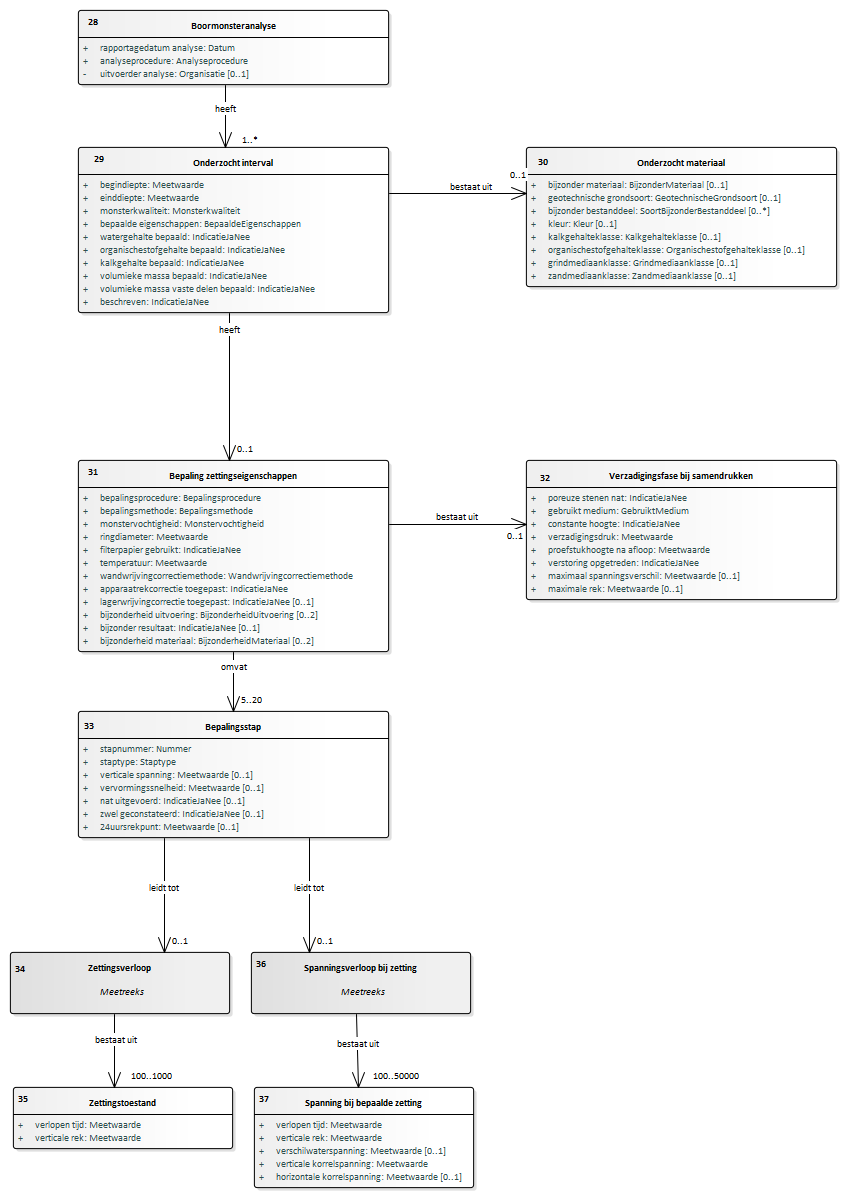 28
Boormonsteranalyse
+ rapportagedatum analyse: Datum
+ analyseprocedure: Analyseprocedure
- uitvoerder analyse: Organisatie [0..1]
heeft
1..*
29
Onderzocht interval
+ begindiepte: Meetwaarde
+ einddiepte: Meetwaarde
+ monsterkwaliteit: Monsterkwaliteit
+ bepaalde eigenschappen: BepaaldeEigenschappen
+ watergehalte bepaald: IndicatieJaNee
+ organischestofgehalte bepaald: IndicatieJaNee
+ kalkgehalte bepaald: IndicatieJaNee
+ volumieke massa bepaald: IndicatieJaNee
+ volumieke massa vaste delen bepaald: IndicatieJaNee
+ beschreven: IndicatieJaNee
bestaat uit
0..1
30
Onderzocht materiaal
+ bijzonder materiaal: BijzonderMateriaal [0..1]
+ geotechnische grondsoort: GeotechnischeGrondsoort [0..1]
+ bijzonder bestanddeel: SoortBijzonderBestanddeel [0..*]
+ kleur: Kleur [0..1]
+ kalkgehalteklasse: Kalkgehalteklasse [0..1]
+ organischestofgehalteklasse: Organischestofgehalteklasse [0..1]
+ grindmediaanklasse: Grindmediaanklasse [0..1]
+ zandmediaanklasse: Zandmediaanklasse [0..1]
heeft
0..1
31
Bepaling zettingseigenschappen
+ bepalingsprocedure: Bepalingsprocedure
+ bepalingsmethode: Bepalingsmethode
+ monstervochtigheid: Monstervochtigheid
+ ringdiameter: Meetwaarde
+ filterpapier gebruikt: IndicatieJaNee
+ temperatuur: Meetwaarde
+ wandwrijvingcorrectiemethode: Wandwrijvingcorrectiemethode
+ apparaatrekcorrectie toegepast: IndicatieJaNee
+ lagerwrijvingcorrectie toegepast: IndicatieJaNee [0..1]
+ bijzonderheid uitvoering: BijzonderheidUitvoering [0..2]
+ bijzonder resultaat: IndicatieJaNee [0..1]
+ bijzonderheid materiaal: BijzonderheidMateriaal [0..2]
bestaat uit
0..1
32
Verzadigingsfase bij samendrukken
+ poreuze stenen nat: IndicatieJaNee
+ gebruikt medium: GebruiktMedium
+ constante hoogte: IndicatieJaNee
+ verzadigingsdruk: Meetwaarde
+ proefstukhoogte na afloop: Meetwaarde
+ verstoring opgetreden: IndicatieJaNee
+ maximaal spanningsverschil: Meetwaarde [0..1]
+ maximale rek: Meetwaarde [0..1]
omvat
5..20
33
Bepalingsstap
+ stapnummer: Nummer
+ staptype: Staptype
+ verticale spanning: Meetwaarde [0..1]
+ vervormingssnelheid: Meetwaarde [0..1]
+ nat uitgevoerd: IndicatieJaNee [0..1]
+ zwel geconstateerd: IndicatieJaNee [0..1]
+ 24uursrekpunt: Meetwaarde [0..1]
leidt tot
0..1
leidt tot
0..1
34
Zettingsverloop
Meetreeks
36
Spanningsverloop bij zetting
Meetreeks
bestaat uit
100..1000
bestaat uit
100..50000
35
Zettingstoestand
+ verlopen tijd: Meetwaarde
+ verticale rek: Meetwaarde
37
Spanning bij bepaalde zetting
+ verlopen tijd: Meetwaarde
+ verticale rek: Meetwaarde
+ verschilwaterspanning: Meetwaarde [0..1]
+ verticale korrelspanning: Meetwaarde
+ horizontale korrelspanning: Meetwaarde [0..1]